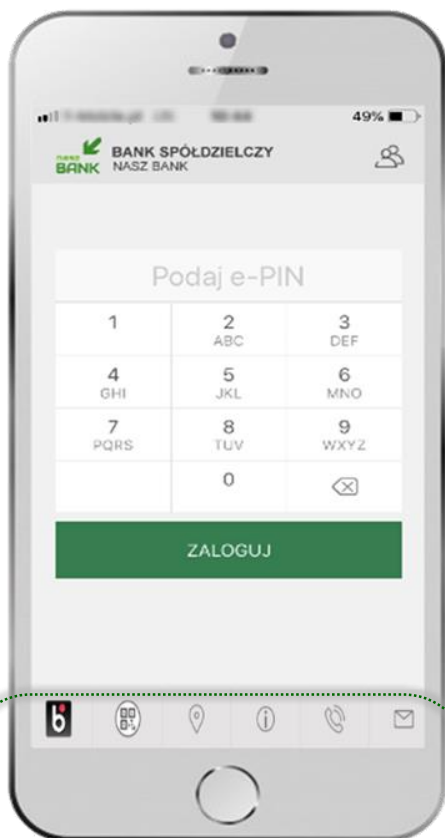 49%
nasz BANK
BANK SPÓŁDZIELCZY
NASZ BANK
Podaj e-PIN
1 2 3
ABC DEF
4 5 6
GHI JKL MNO
7 8 9
PQRS TUV WXYZ
0
ZALOGUJ
b
i